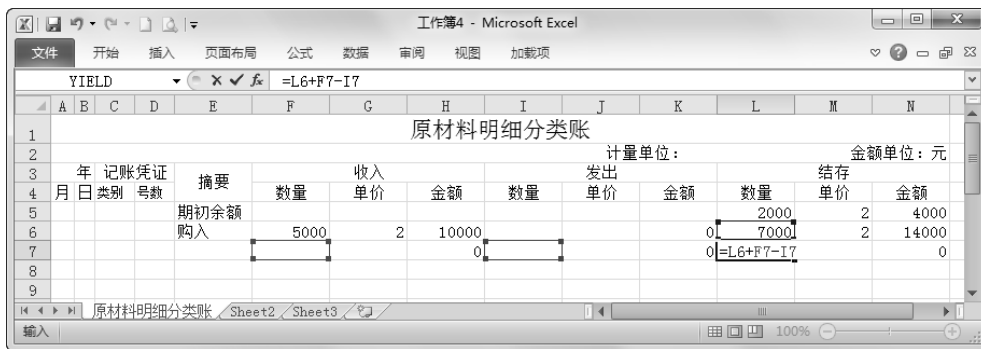 工作簿4 - Microsoft Excel
文件 开始 插入 页面布局 公式 数据 审阅 视图 加载项
YIELD fx =L6+F7-I7
A B C D E F G H I J K L M N
1 原材料明细分类账
2 计量单位： 金额单位：元
3 年 记账凭证 摘要 收入 发出 结存
4 月 日 类别 号数 数量 单价 金额 数量 单价 金额 数量 单价 金额
5 期初余额 2000 2 4000
6 购入 5000 2 10000 0 7000 2 14000
7 0 0 =L6+F7-I7 0
8
9
原材料明细分类账 Sheet2 Sheet3
输入 100%